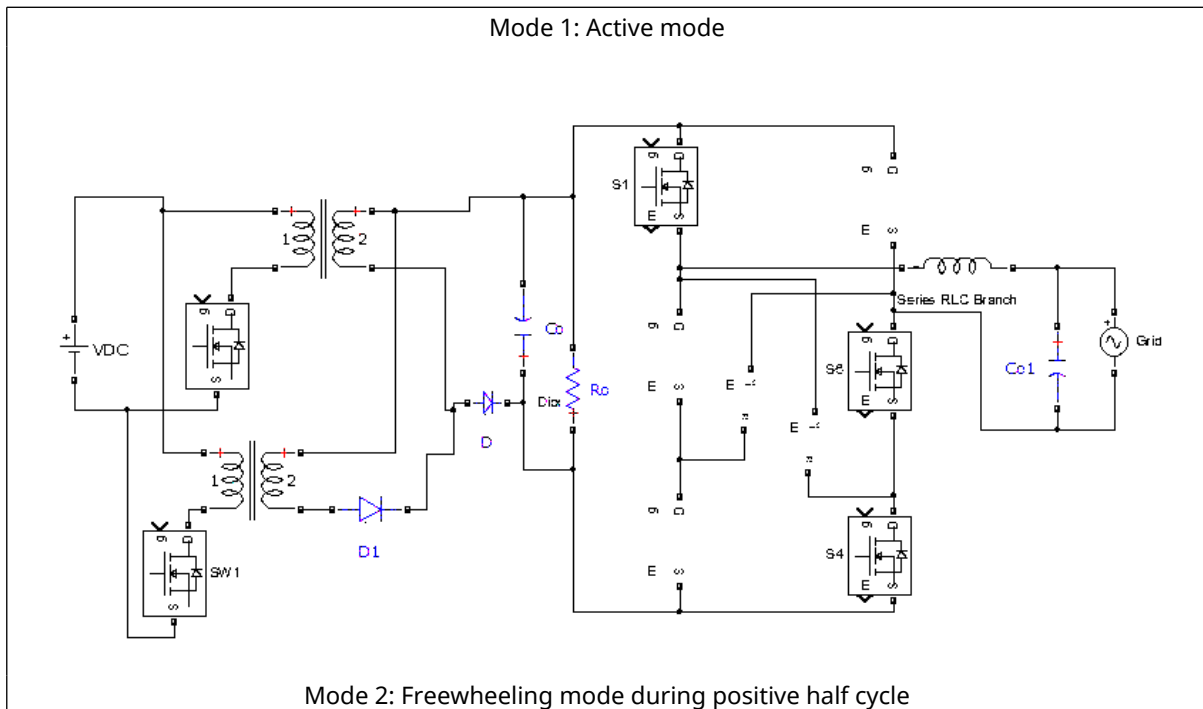 Mode 1: Active mode
g D
S1
E S
g D
E S
1 2
g D
S
VDC
Co
Ro
Diox
D
g D
E S
Series RLC Branch
S6
E
E
Co1
Grid
1 2
D1
g D
SW1
S
g D
E S
g D
S4
E S
Mode 2: Freewheeling mode during positive half cycle